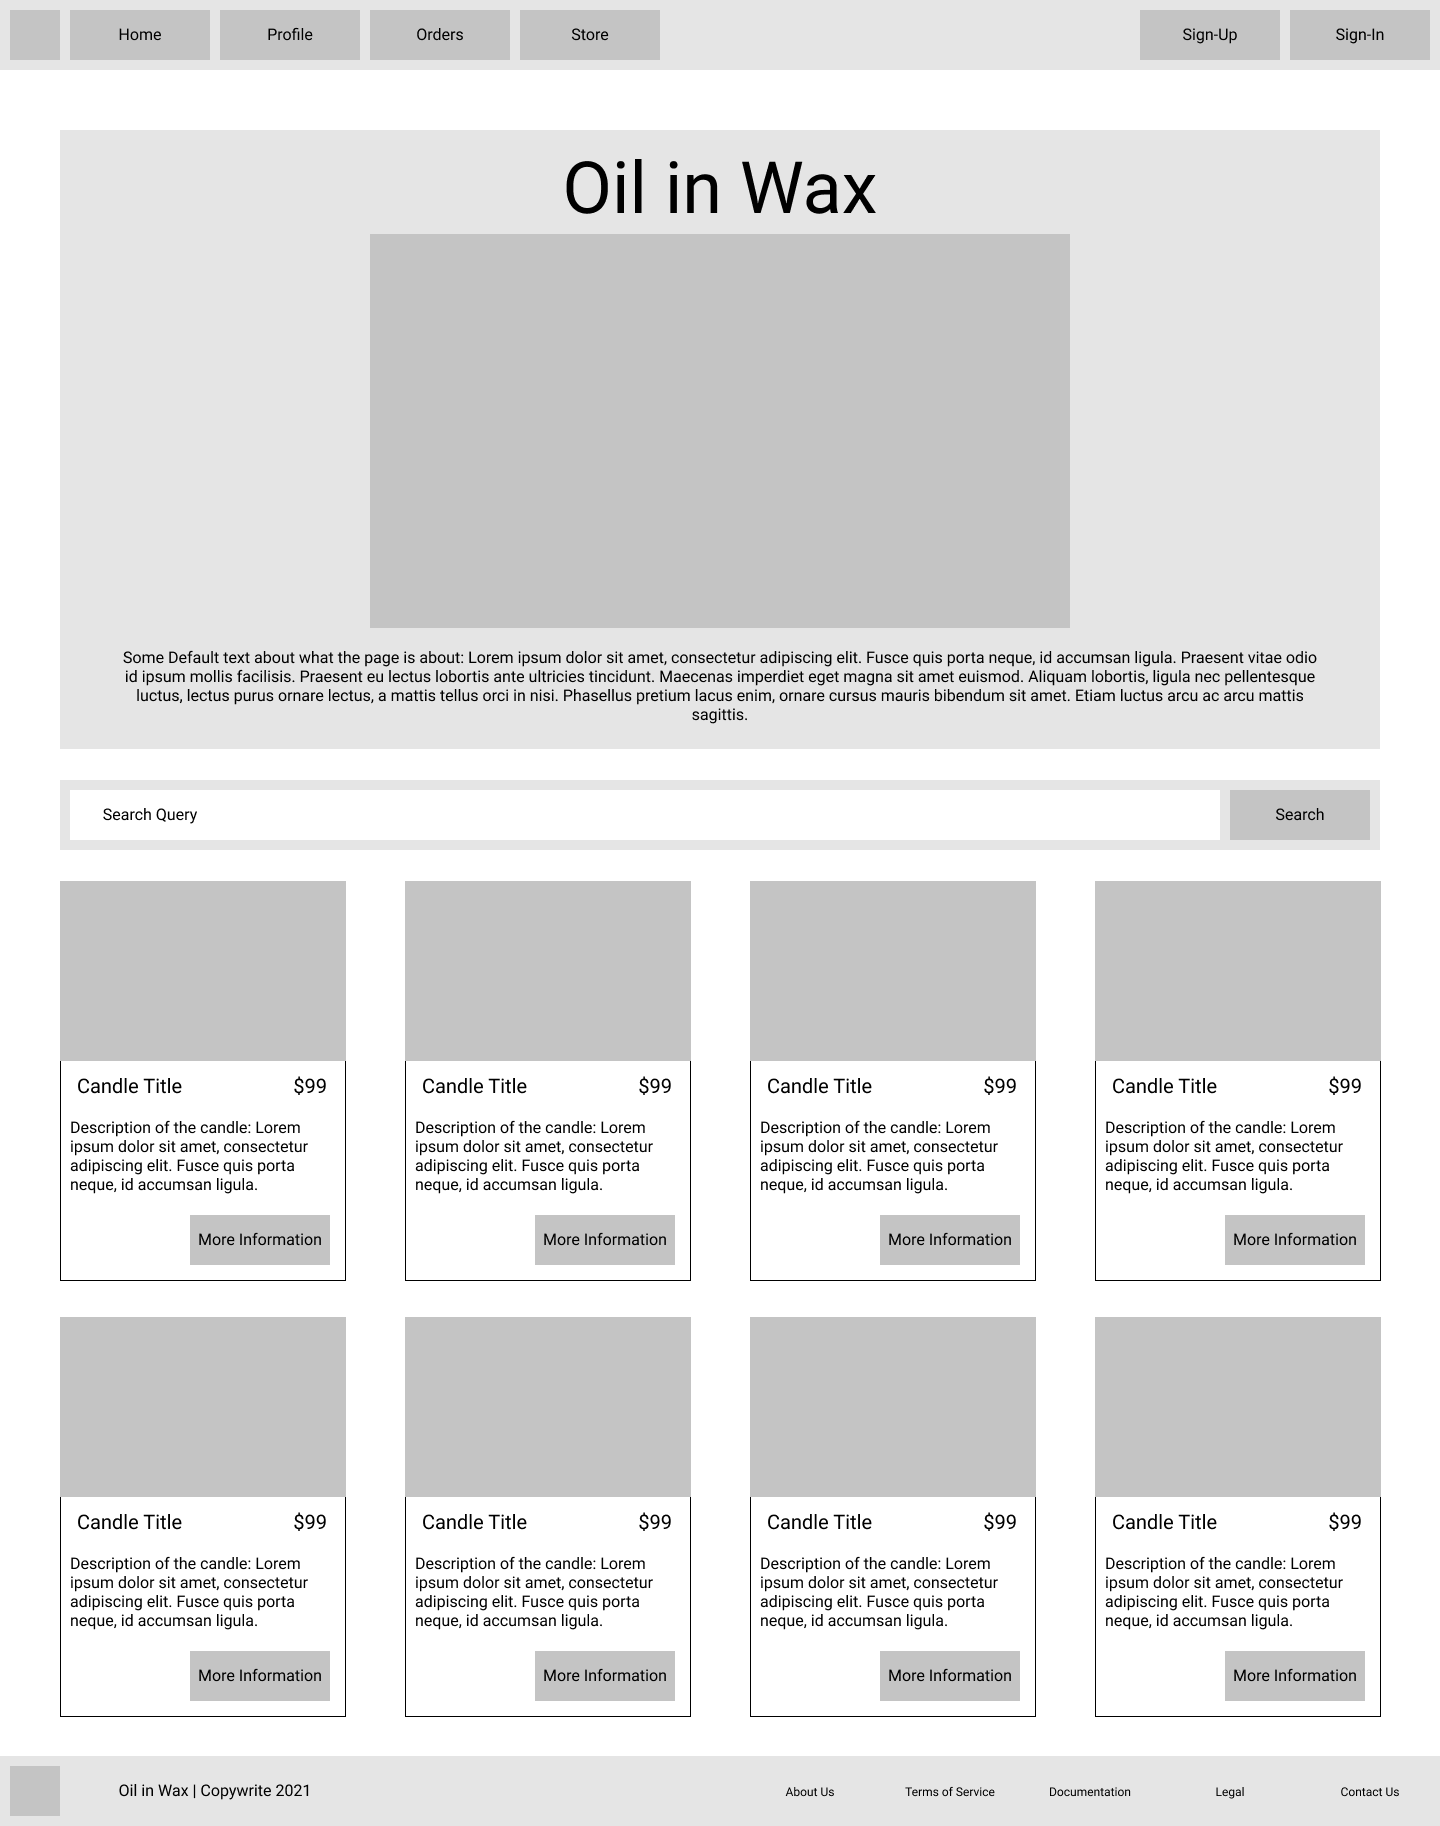 Home Profile Orders Store Sign-Up Sign-In
Oil in Wax
Some Default text about what the page is about: Lorem ipsum dolor sit amet, consectetur adipiscing elit. Fusce quis porta neque, id accumsan ligula. Praesent vitae odio
id ipsum mollis facilisis. Praesent eu lectus lobortis ante ultricies tincidunt. Maecenas imperdiet eget magna sit amet euismod. Aliquam lobortis, ligula nec pellentesque
luctus, lectus purus ornare lectus, a mattis tellus orci in nisi. Phasellus pretium lacus enim, ornare cursus mauris bibendum sit amet. Etiam luctus arcu ac arcu mattis
sagittis.
Search Query Search
Candle Title $99
Description of the candle: Lorem
ipsum dolor sit amet, consectetur
adipiscing elit. Fusce quis porta
neque, id accumsan ligula.
More Information
Candle Title $99
Description of the candle: Lorem
ipsum dolor sit amet, consectetur
adipiscing elit. Fusce quis porta
neque, id accumsan ligula.
More Information
Candle Title $99
Description of the candle: Lorem
ipsum dolor sit amet, consectetur
adipiscing elit. Fusce quis porta
neque, id accumsan ligula.
More Information
Candle Title $99
Description of the candle: Lorem
ipsum dolor sit amet, consectetur
adipiscing elit. Fusce quis porta
neque, id accumsan ligula.
More Information
Candle Title $99
Description of the candle: Lorem
ipsum dolor sit amet, consectetur
adipiscing elit. Fusce quis porta
neque, id accumsan ligula.
More Information
Candle Title $99
Description of the candle: Lorem
ipsum dolor sit amet, consectetur
adipiscing elit. Fusce quis porta
neque, id accumsan ligula.
More Information
Candle Title $99
Description of the candle: Lorem
ipsum dolor sit amet, consectetur
adipiscing elit. Fusce quis porta
neque, id accumsan ligula.
More Information
Candle Title $99
Description of the candle: Lorem
ipsum dolor sit amet, consectetur
adipiscing elit. Fusce quis porta
neque, id accumsan ligula.
More Information
Oil in Wax | Copywrite 2021 About Us Terms of Service Documentation Legal Contact Us